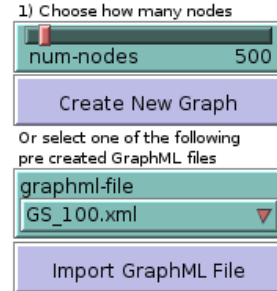 1) Choose how many nodes
num-nodes 500
Create New Graph
Or select one of the following
pre created GraphML files
graphml-file
GS_100.xml
Import GraphML File